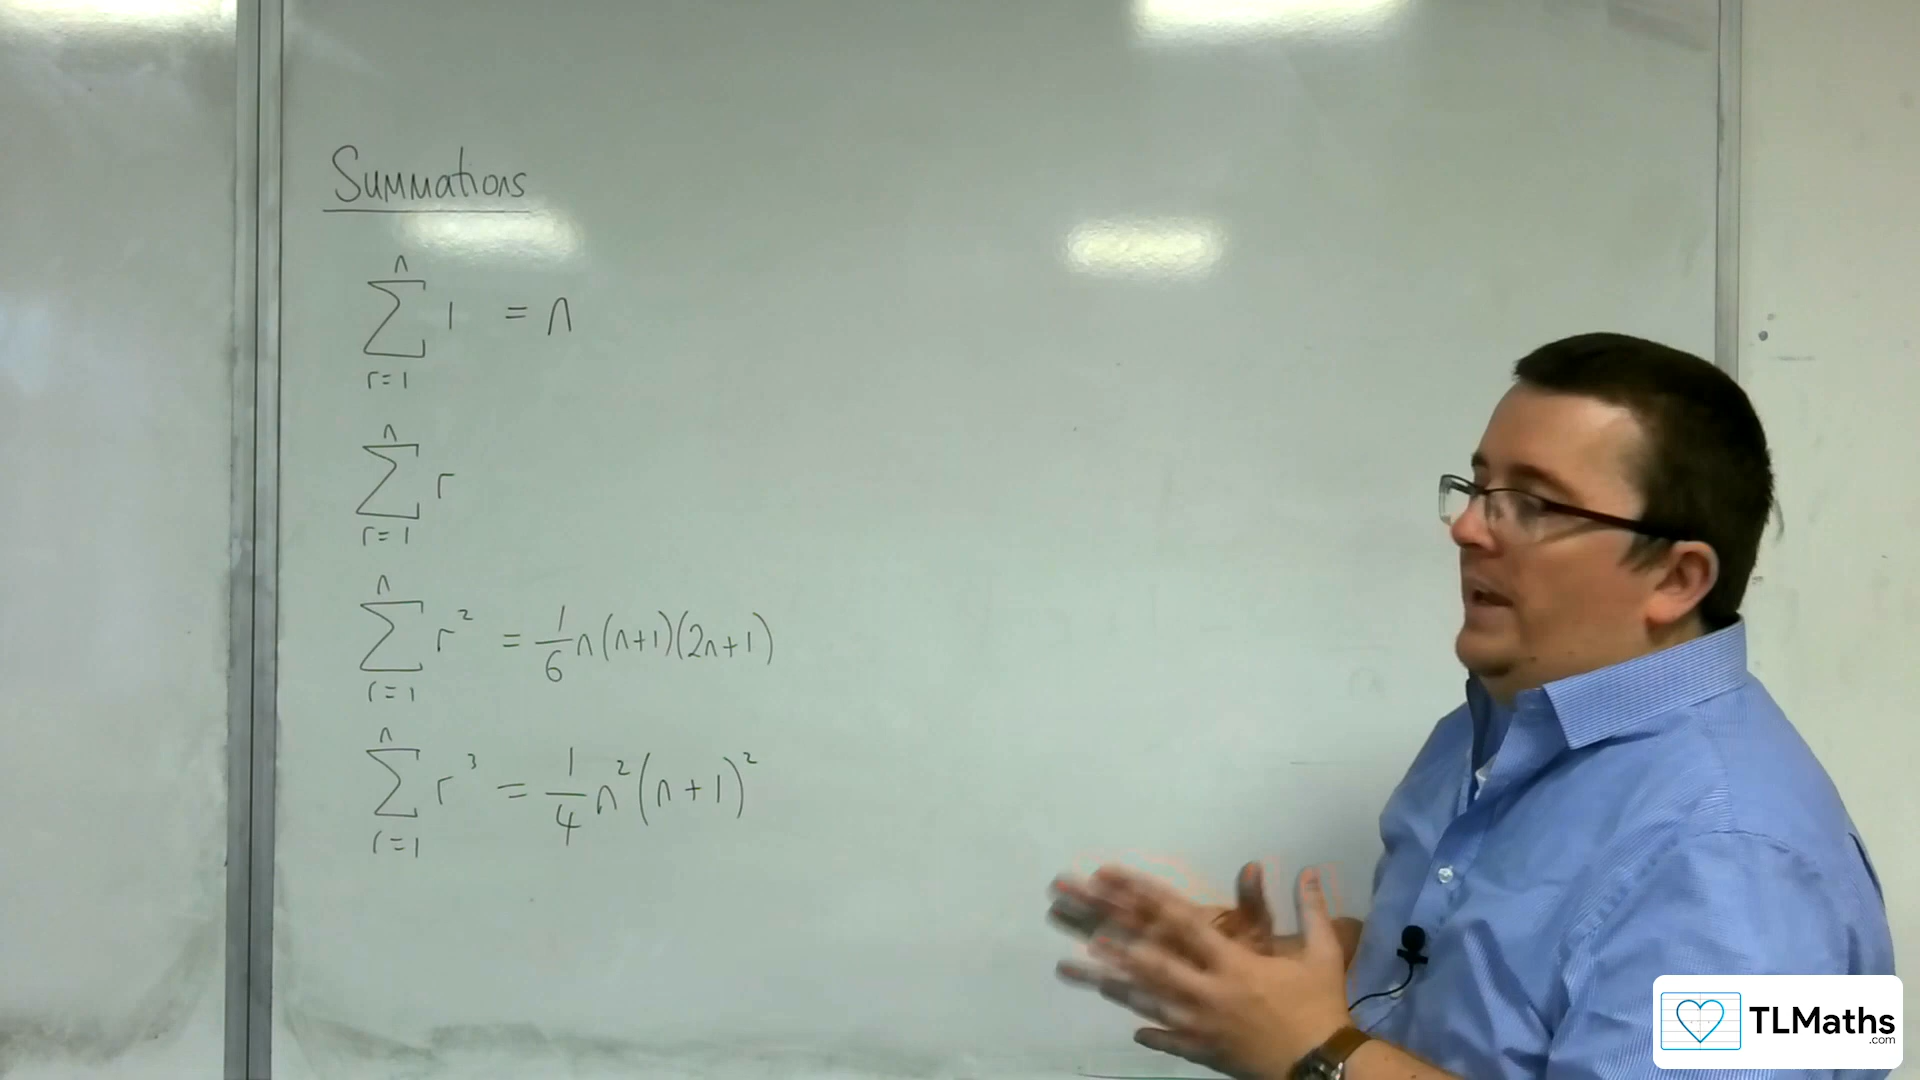 Summations
n
∑ 1 = n
r=1
n
∑ r
r=1
n
∑ r² = 1/6 n(n+1)(2n+1)
r=1
n
∑ r³ = 1/4 n²(n+1)²
r=1
TLMaths
.com